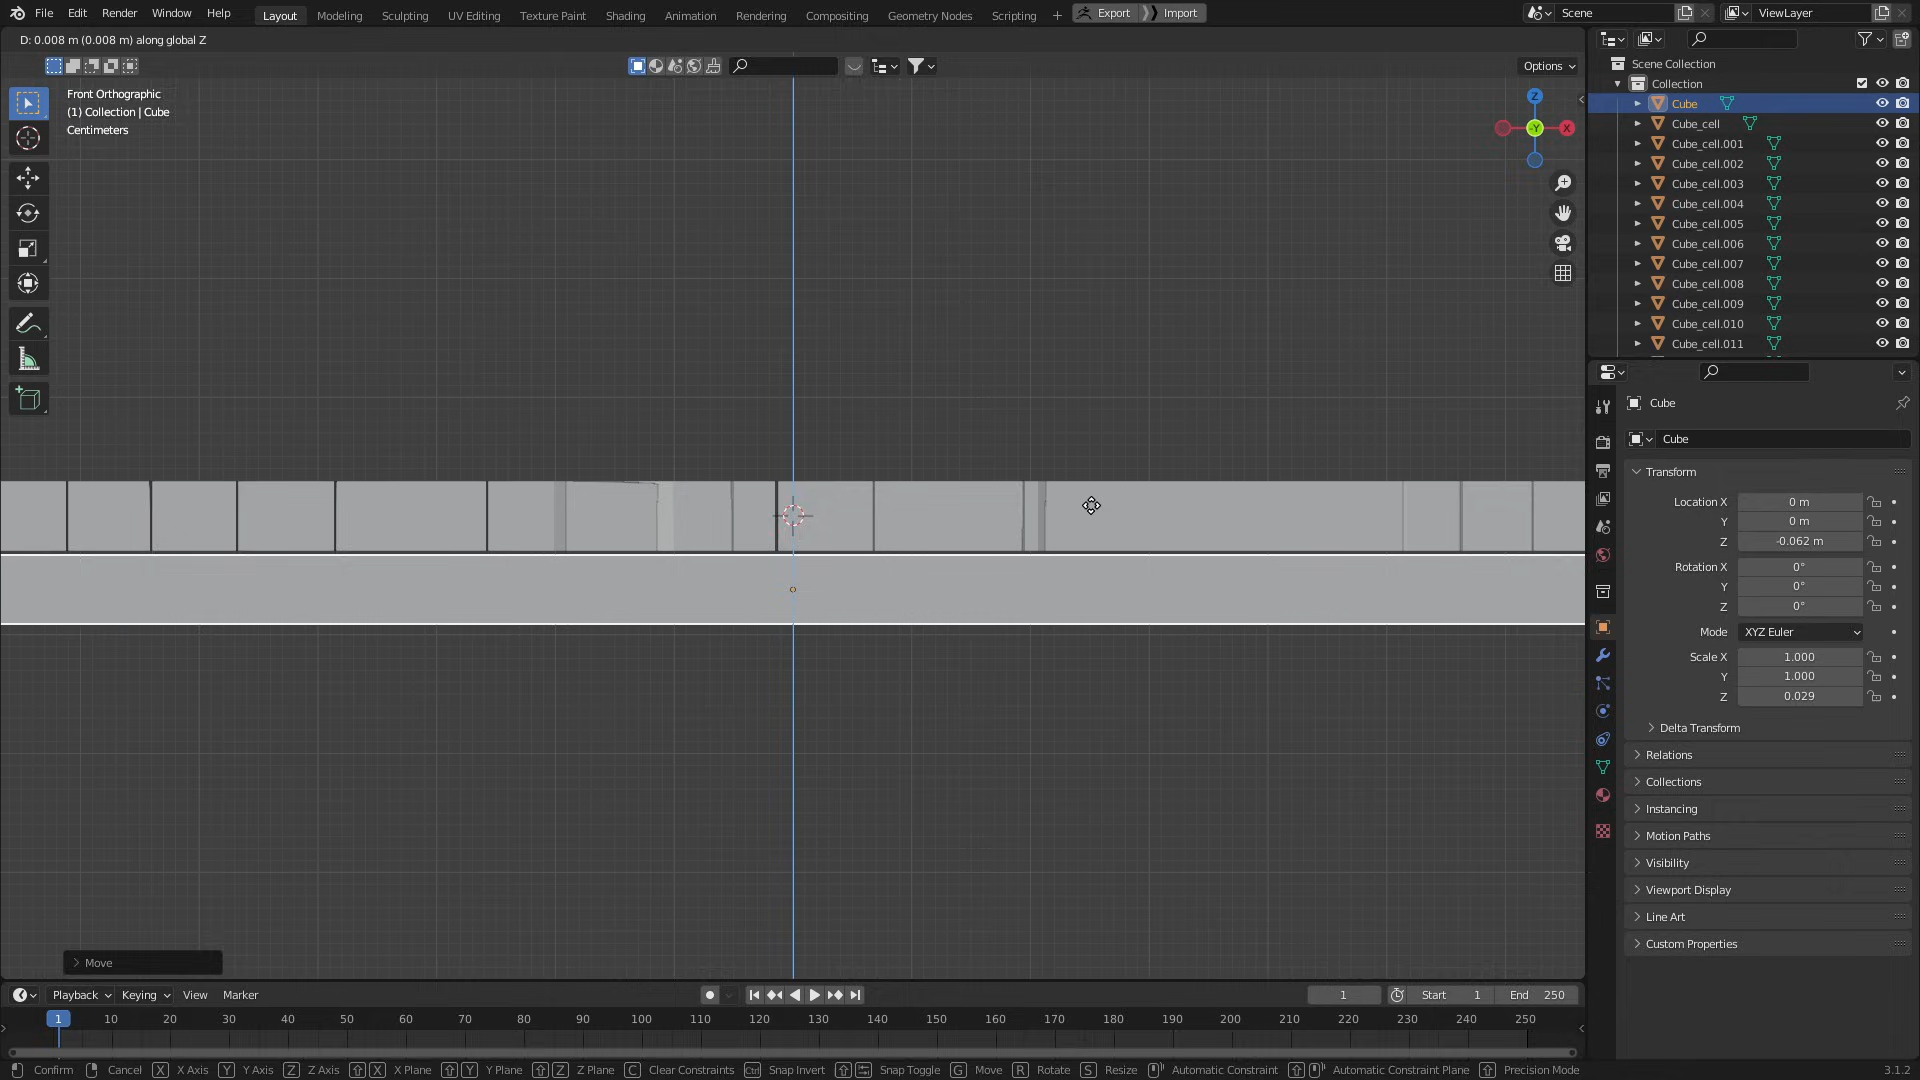 File Edit Render Window Help Layout Modeling Sculpting UV Editing Texture Paint Shading Animation Rendering Compositing Geometry Nodes Scripting + Export Import Scene ViewLayer
D: 0.008 m (0.008 m) along global Z
Options
Front Orthographic
(1) Collection | Cube
Centimeters
Z
-Y
X
Scene Collection
Collection
Cube
Cube_cell
Cube_cell.001
Cube_cell.002
Cube_cell.003
Cube_cell.004
Cube_cell.005
Cube_cell.006
Cube_cell.007
Cube_cell.008
Cube_cell.009
Cube_cell.010
Cube_cell.011
Cube
Cube
Transform
Location X 0 m
Y 0 m
Z -0.062 m
Rotation X 0°
Y 0°
Z 0°
Mode XYZ Euler
Scale X 1.000
Y 1.000
Z 0.029
Delta Transform
Relations
Collections
Instancing
Motion Paths
Visibility
Viewport Display
Line Art
Custom Properties
Move
Playback Keying View Marker 1 Start 1 End 250
1 10 20 30 40 50 60 70 80 90 100 110 120 130 140 150 160 170 180 190 200 210 220 230 240 250
Confirm Cancel X X Axis Y Y Axis Z Z Axis X X Plane Y Y Plane Z Z Plane C Clear Constraints Ctrl Snap Invert Snap Toggle G Move R Rotate S Resize Automatic Constraint Automatic Constraint Plane Precision Mode 3.1.2